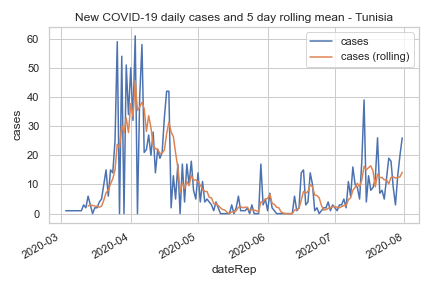 New COVID-19 daily cases and 5 day rolling mean - Tunisia
cases
cases (rolling)
60
50
40
30
20
10
0
cases
2020-03
2020-04
2020-05
2020-06
2020-07
2020-08
dateRep